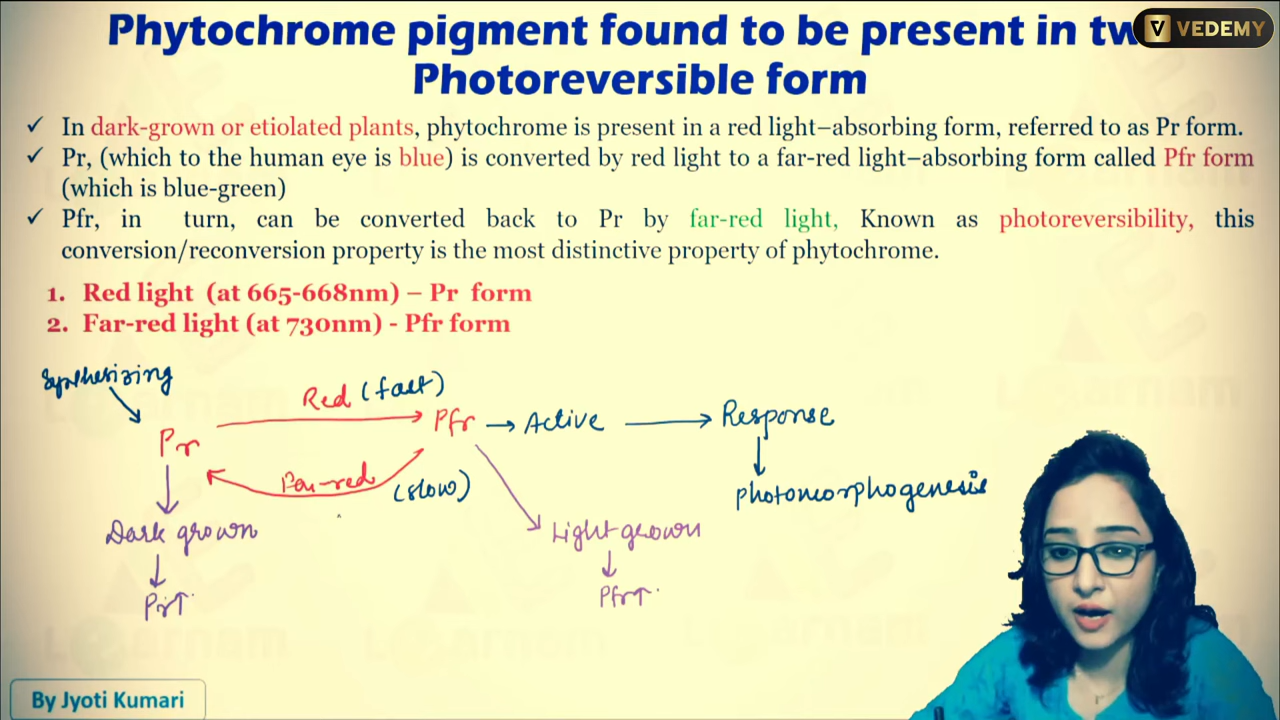 Phytochrome pigment found to be present in tw
VEDEMY
Photoreversible form
✓ In dark-grown or etiolated plants, phytochrome is present in a red light–absorbing form, referred to as Pr form.
✓ Pr, (which to the human eye is blue) is converted by red light to a far-red light–absorbing form called Pfr form
(which is blue-green)
✓ Pfr, in turn, can be converted back to Pr by far-red light, Known as photoreversibility, this
conversion/reconversion property is the most distinctive property of phytochrome.
1. Red light (at 665-668nm) – Pr form
2. Far-red light (at 730nm) - Pfr form
Synthesizing
Red (fast)
Pr
Pfr → Active → Response
Far-red (slow)
photomorphogenesis
Dark grown
Light grown
Pr↑
Pfr↑
By Jyoti Kumari